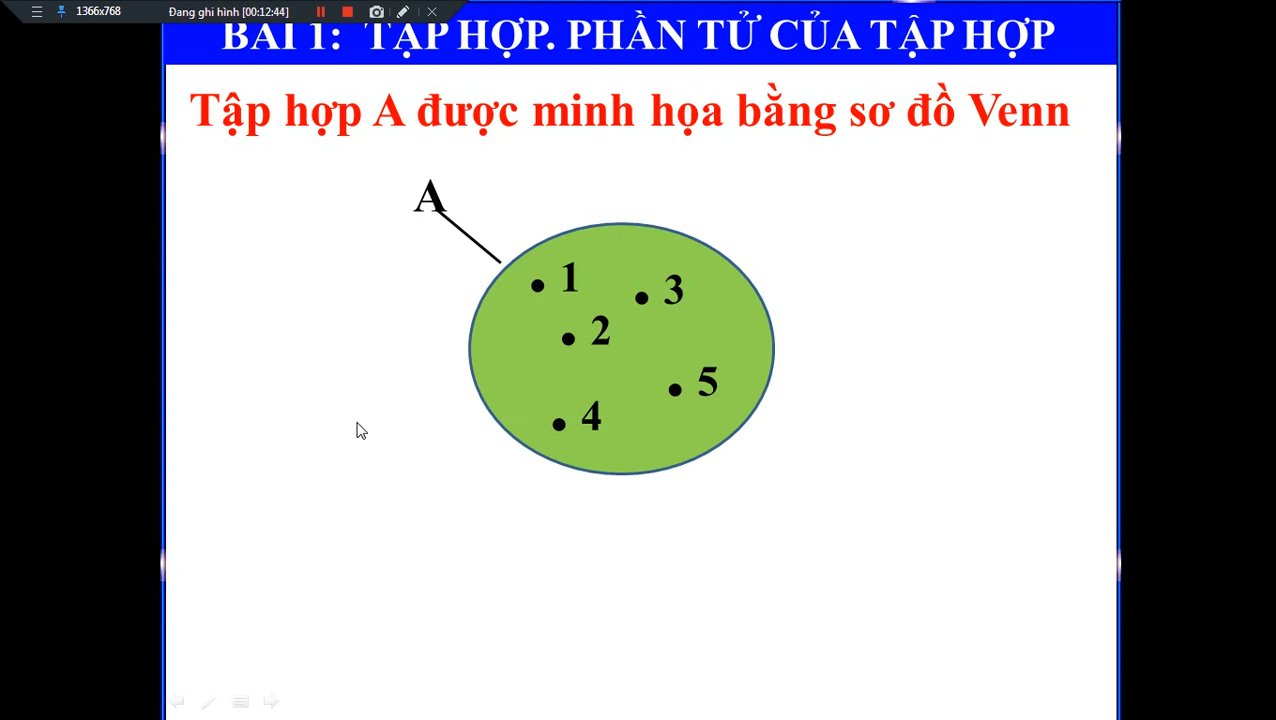 1366x768 Đang ghi hình [00:12:44]
BÀI 1: TẬP HỢP. PHẦN TỬ CỦA TẬP HỢP
Tập hợp A được minh họa bằng sơ đồ Venn
A
1
3
2
5
4